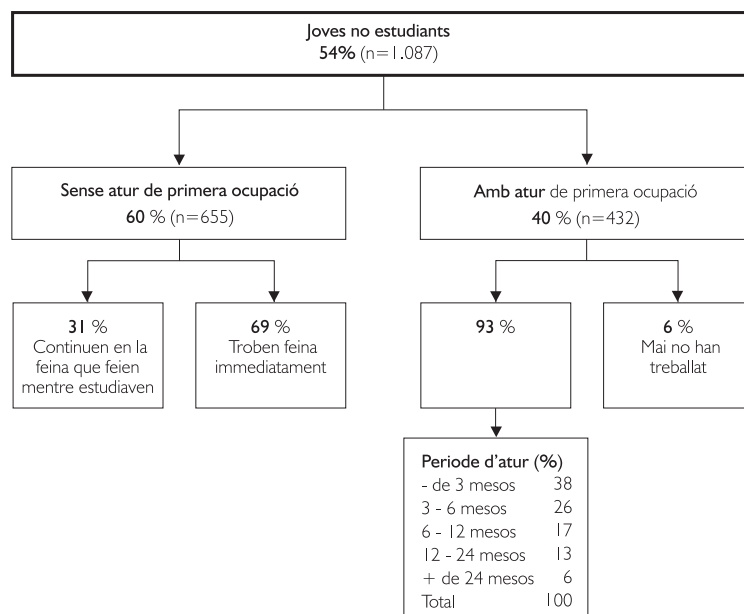 Joves no estudiants
54% (n=1.087)
Sense atur de primera ocupació
60 % (n=655)
Amb atur de primera ocupació
40 % (n=432)
31 %
Continuen en la
feina que feien
mentre estudiaven
69 %
Troben feina
immediatament
93 %
6 %
Mai no han
treballat
Periode d'atur (%)
- de 3 mesos 38
3 - 6 mesos 26
6 - 12 mesos 17
12 - 24 mesos 13
+ de 24 mesos 6
Total 100